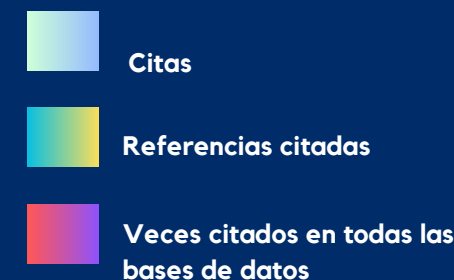 Citas
Referencias citadas
Veces citados en todas las
bases de datos